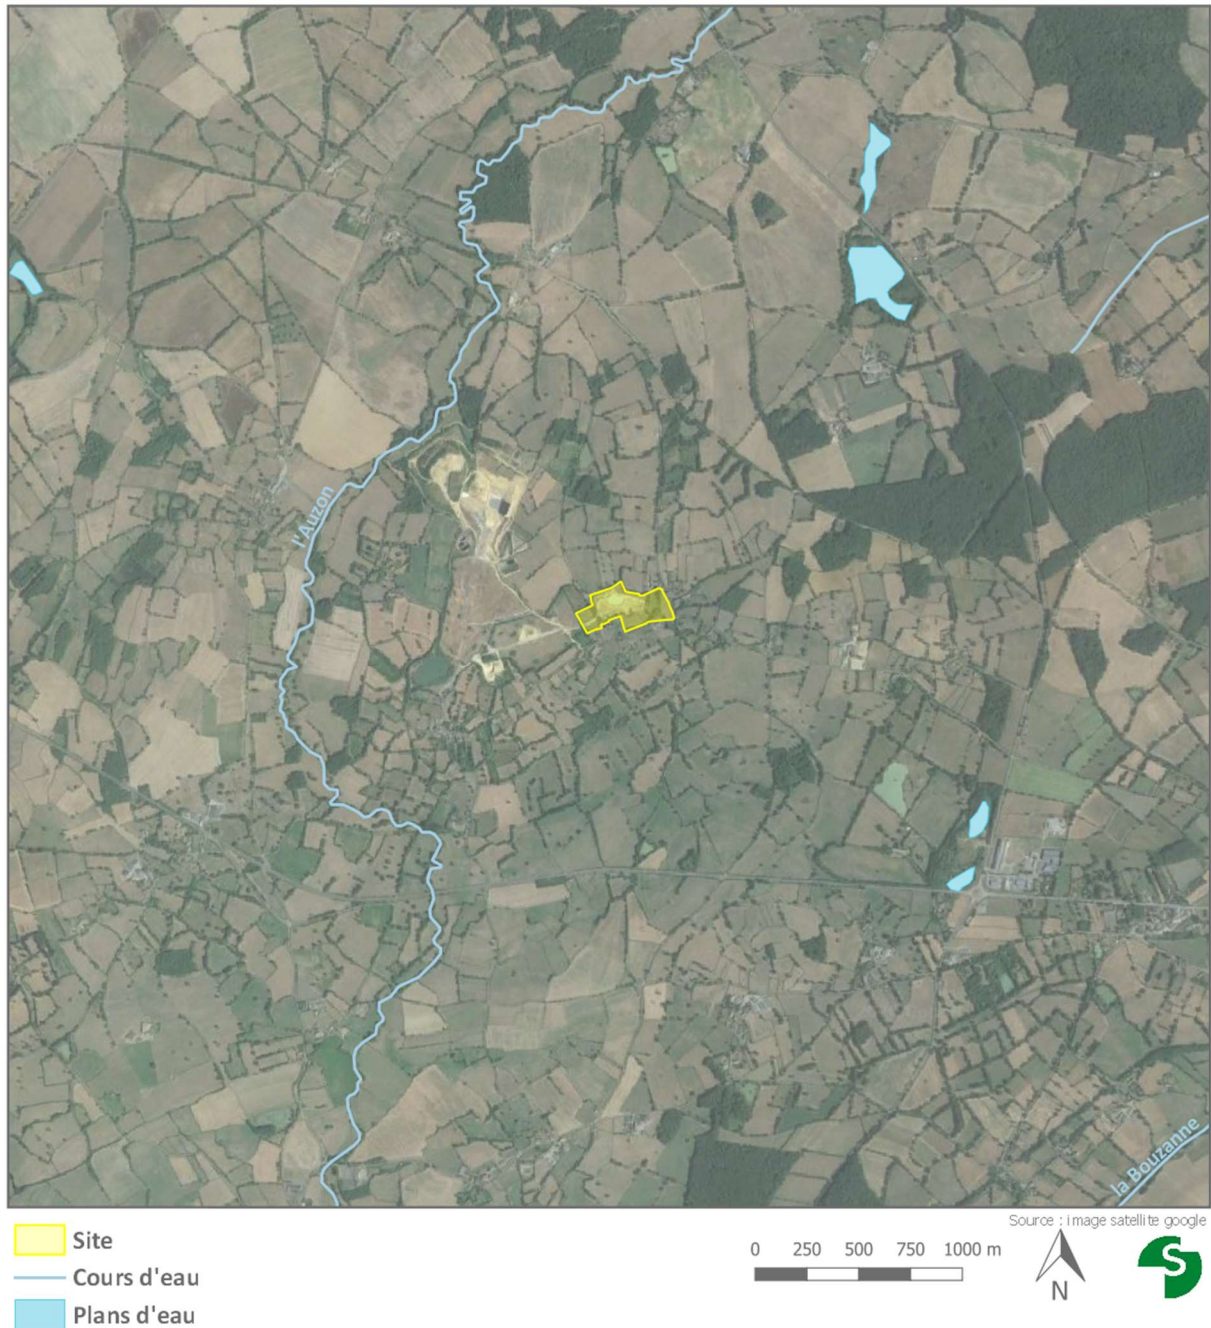 l'Auzon
la Bouzanne
Source : image satellite google
Site
Cours d'eau
Plans d'eau
0 250 500 750 1000 m
N
S